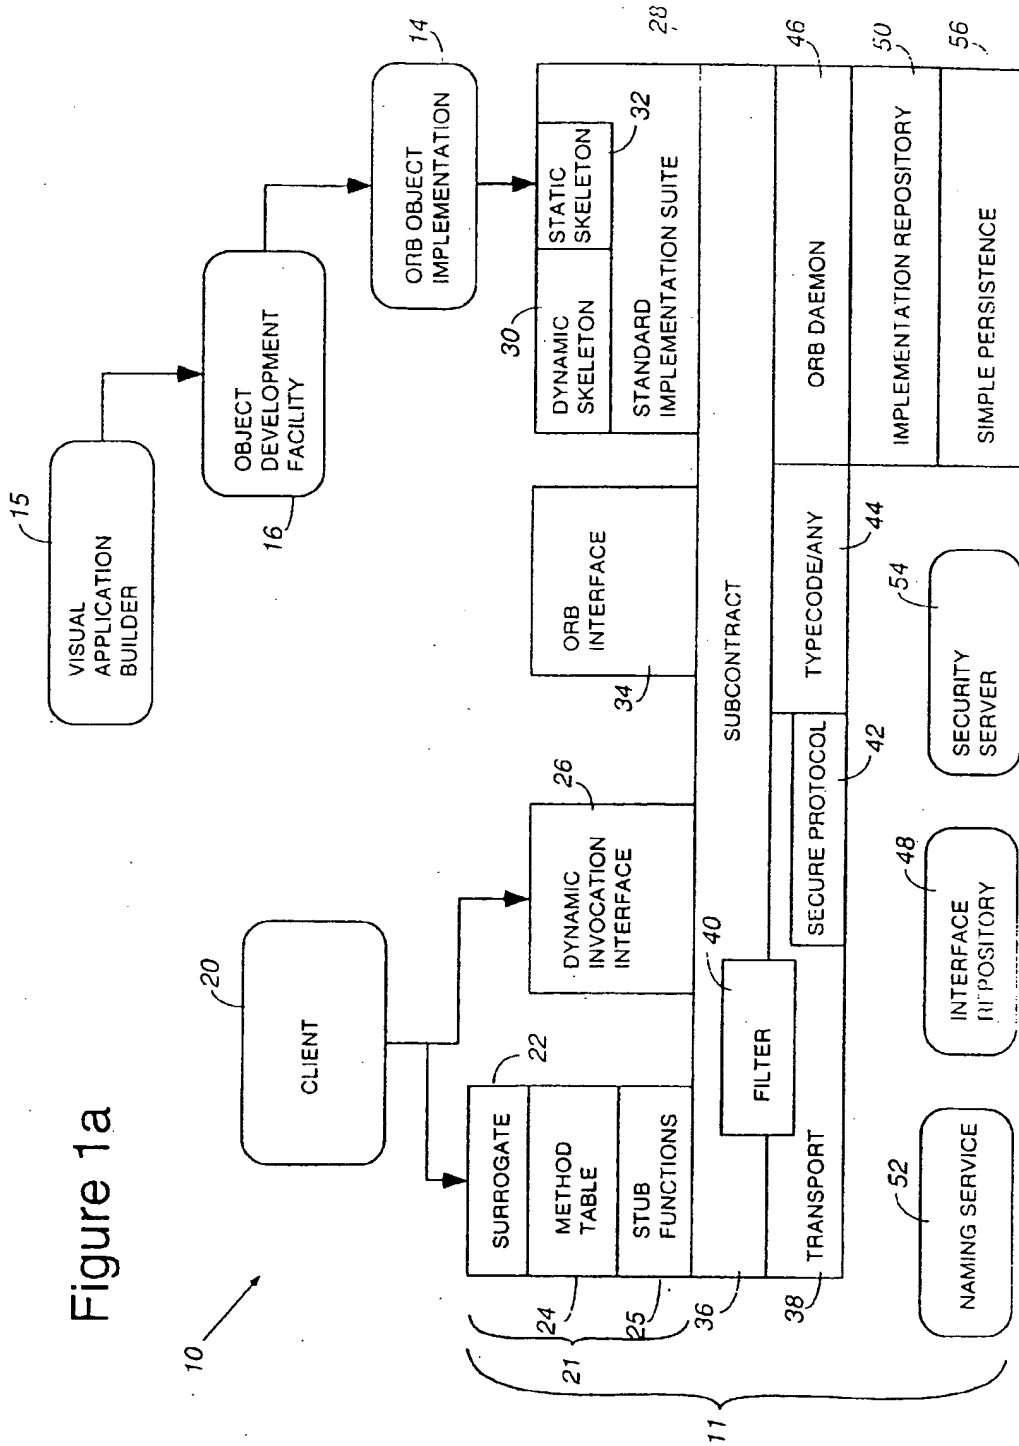 Figure 1a
10
20
CLIENT
15
VISUAL
APPLICATION
BUILDER
OBJECT
DEVELOPMENT
FACILITY
16
ORB OBJECT
IMPLEMENTATION
14
SURROGATE
22
METHOD
TABLE
24
STUB
FUNCTIONS
25
21
11
DYNAMIC
INVOCATION
INTERFACE
26
ORB
INTERFACE
34
30
DYNAMIC
SKELETON
STATIC
SKELETON
32
STANDARD
IMPLEMENTATION SUITE
28
SUBCONTRACT
36
FILTER
40
TRANSPORT
38
SECURE PROTOCOL
42
TYPECODE/ANY
44
ORB DAEMON
46
IMPLEMENTATION REPOSITORY
50
SIMPLE PERSISTENCE
56
NAMING SERVICE
52
INTERFACE
REPOSITORY
48
SECURITY
SERVER
54